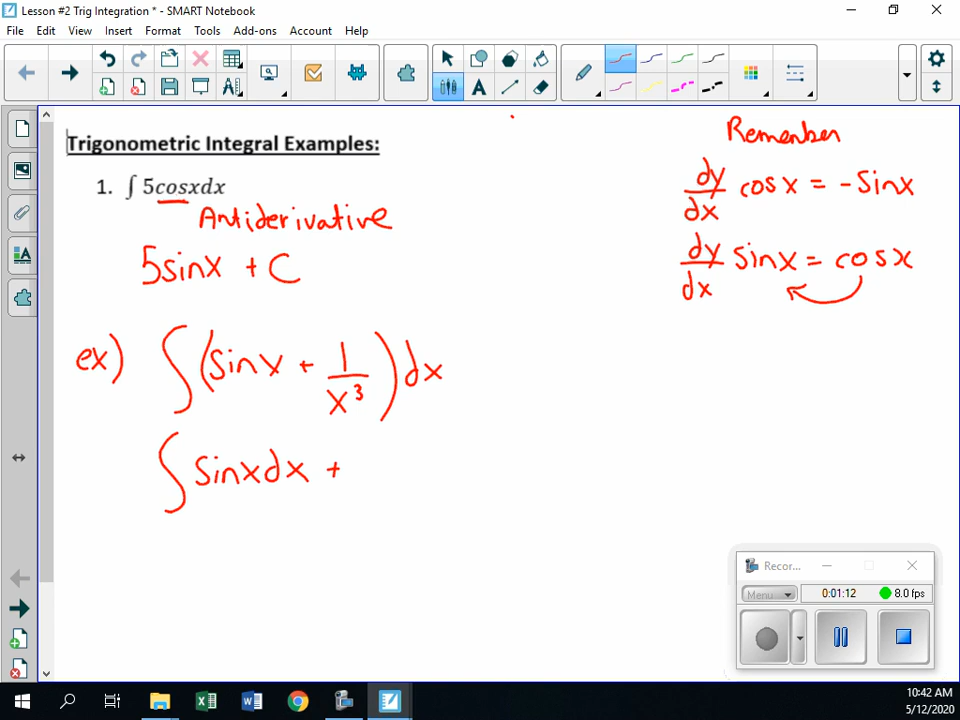 Lesson #2 Trig Integration * - SMART Notebook
File Edit View Insert Format Tools Add-ons Account Help
Trigonometric Integral Examples:
1. ∫ 5cosxdx
Antiderivative
5sinx + C
Remember
dy/dx cosx = -sinx
dy/dx sinx = cosx
ex) ∫(sinx + 1/x³)dx
∫sinxdx +
Recor...
Menu
0:01:12
8.0 fps
10:42 AM
5/12/2020